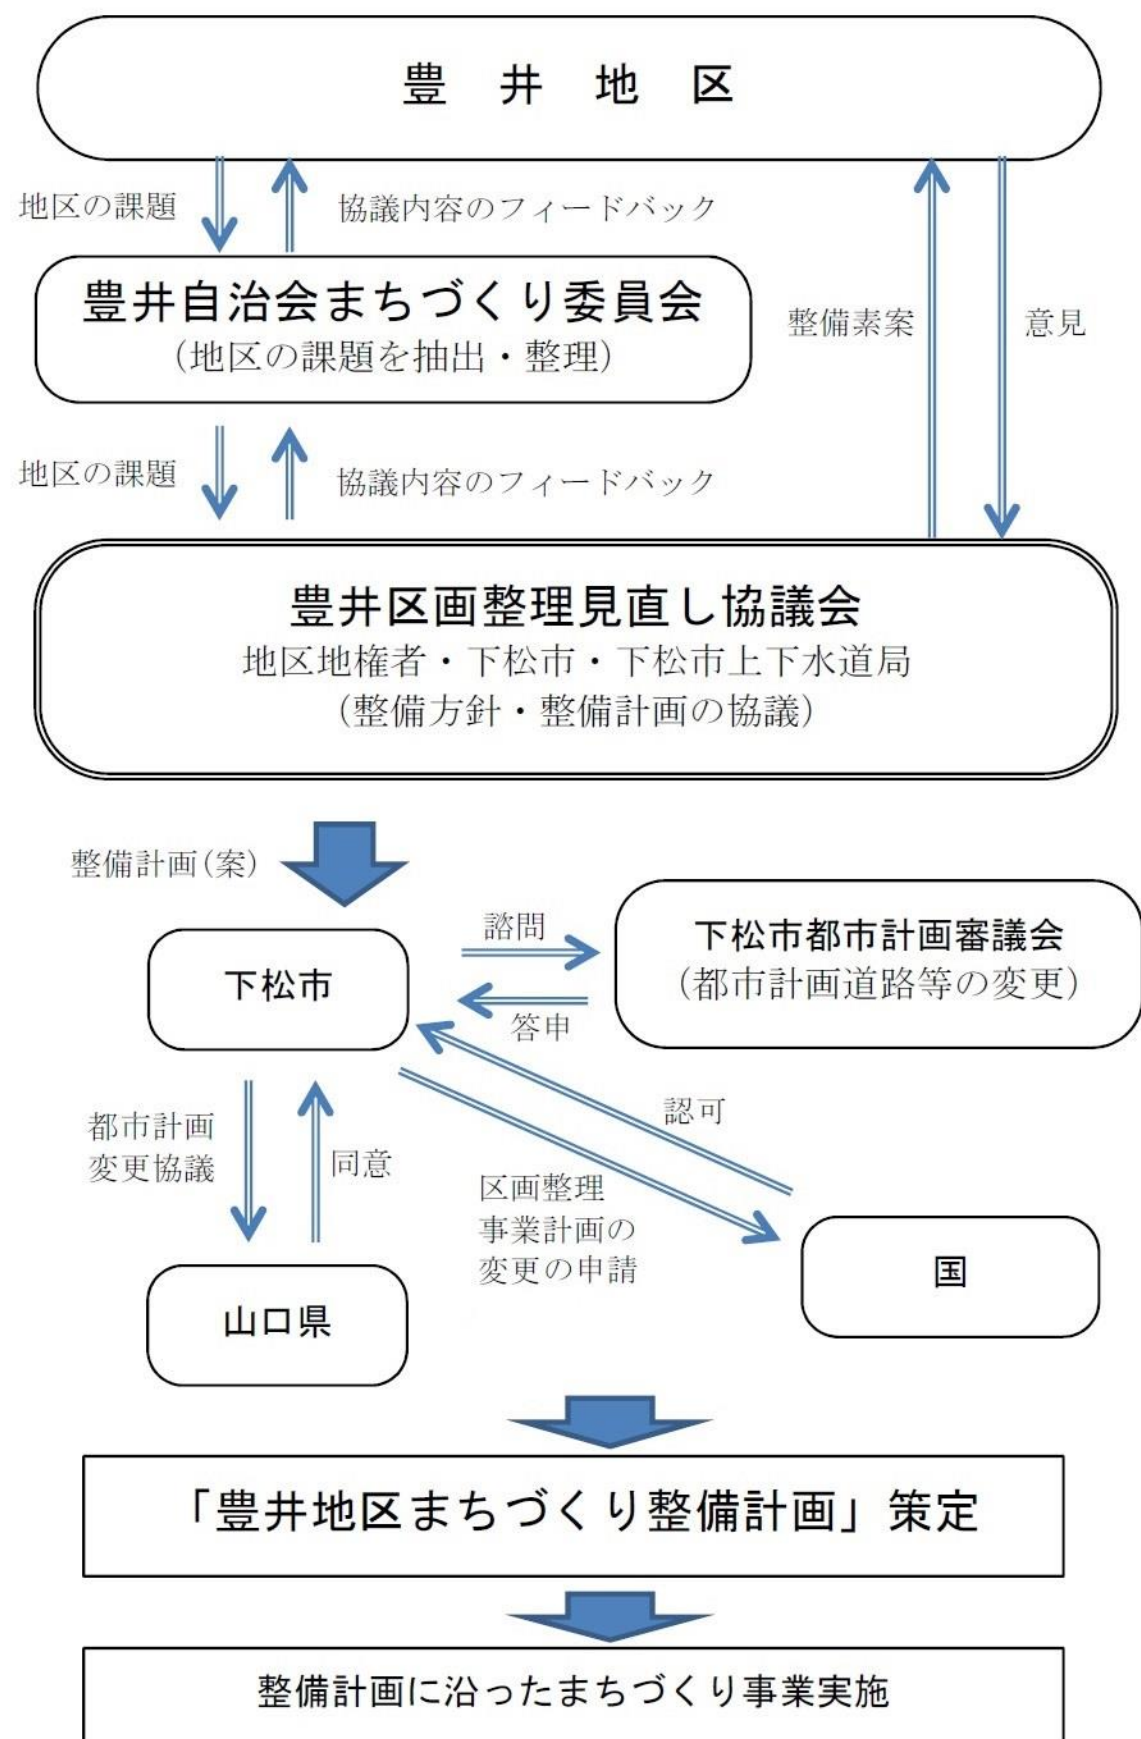 豊井地区
地区の課題
協議内容のフィードバック
豊井自治会まちづくり委員会
（地区の課題を抽出・整理）
整備素案
意見
地区の課題
協議内容のフィードバック
豊井区画整理見直し協議会
地区地権者・下松市・下松市上下水道局
（整備方針・整備計画の協議）
整備計画(案)
下松市
諮問
答申
下松市都市計画審議会
（都市計画道路等の変更）
都市計画
変更協議
同意
認可
区画整理
事業計画の
変更の申請
国
山口県
「豊井地区まちづくり整備計画」策定
整備計画に沿ったまちづくり事業実施